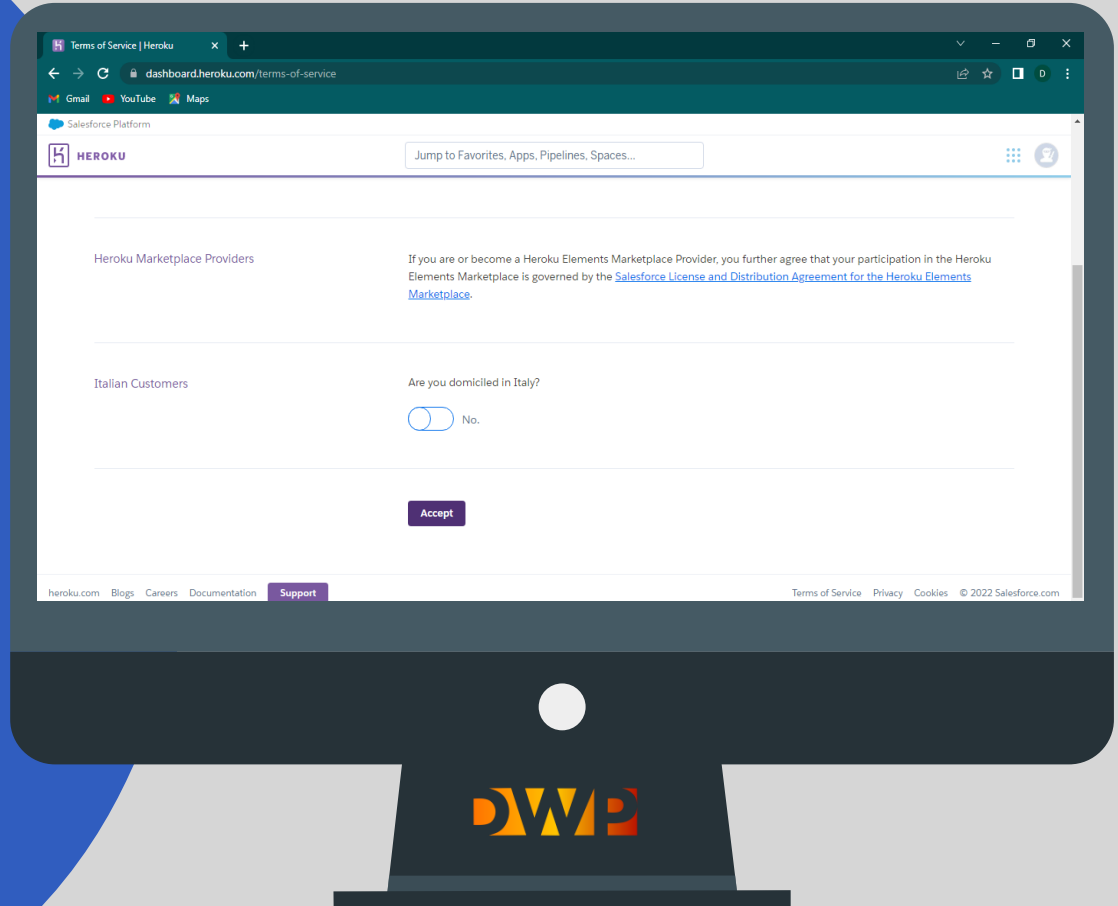 Terms of Service | Heroku
dashboard.heroku.com/terms-of-service
D
Gmail YouTube Maps
Salesforce Platform
HEROKU
Jump to Favorites, Apps, Pipelines, Spaces...
Heroku Marketplace Providers
If you are or become a Heroku Elements Marketplace Provider, you further agree that your participation in the Heroku
Elements Marketplace is governed by the Salesforce License and Distribution Agreement for the Heroku Elements
Marketplace.
Italian Customers
Are you domiciled in Italy?
No.
Accept
heroku.com Blogs Careers Documentation Support Terms of Service Privacy Cookies © 2022 Salesforce.com
DWP